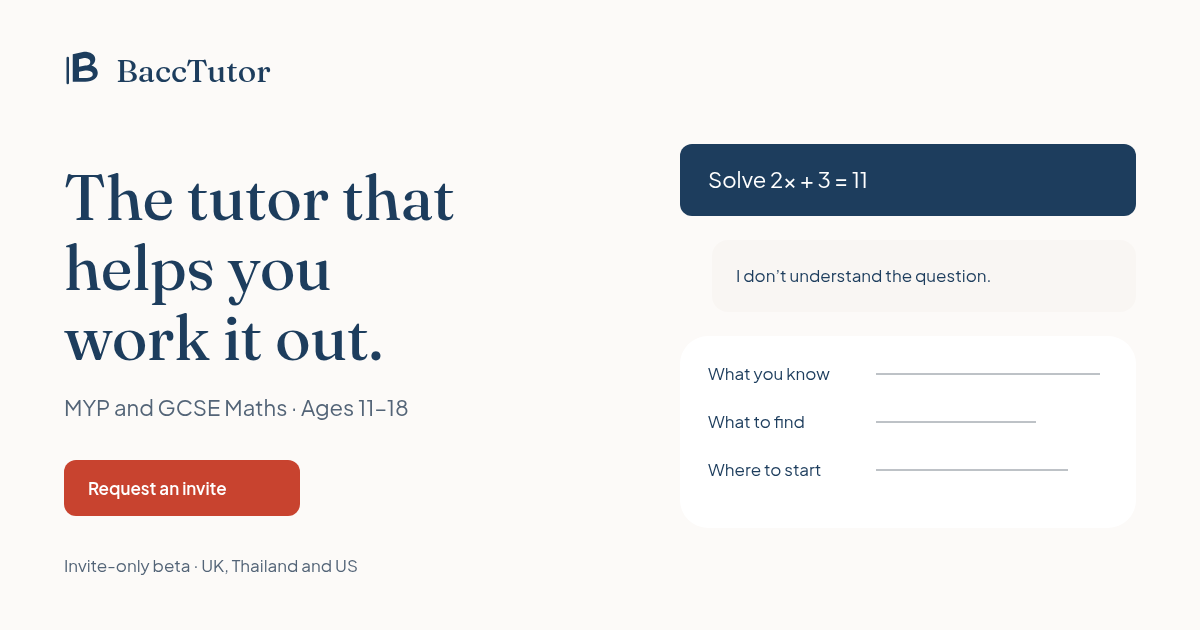 BaccTutor
The tutor that
helps you
work it out.
MYP and GCSE Maths · Ages 11–18
Request an invite
Invite-only beta · UK, Thailand and US
Solve 2x + 3 = 11
I don't understand the question.
What you know
What to find
Where to start